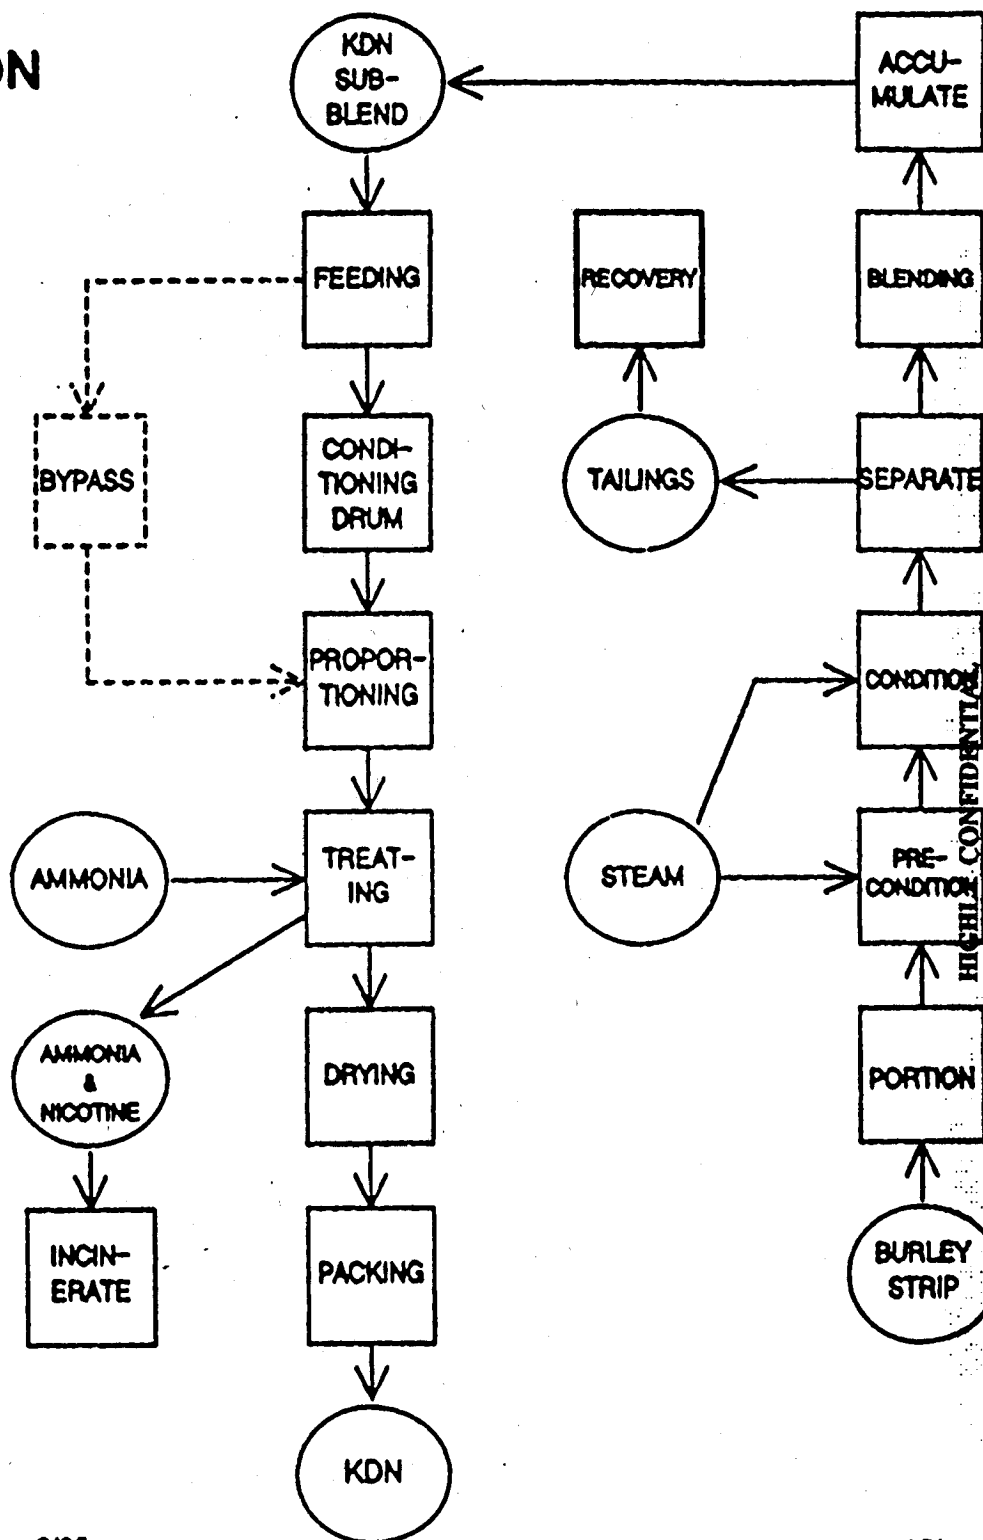 KDN
SUB-
BLEND
ACCU-
MULATE
FEEDING
RECOVERY
BLENDING
BYPASS
CONDI-
TIONING
DRUM
TAILINGS
SEPARATE
PROPOR-
TIONING
CONDITION
AMMONIA
TREAT-
ING
STEAM
PRE-
CONDITION
HIGHLY CONFIDENTIAL
AMMONIA
&
NICOTINE
DRYING
PORTION
INCIN-
ERATE
PACKING
BURLEY
STRIP
KDN